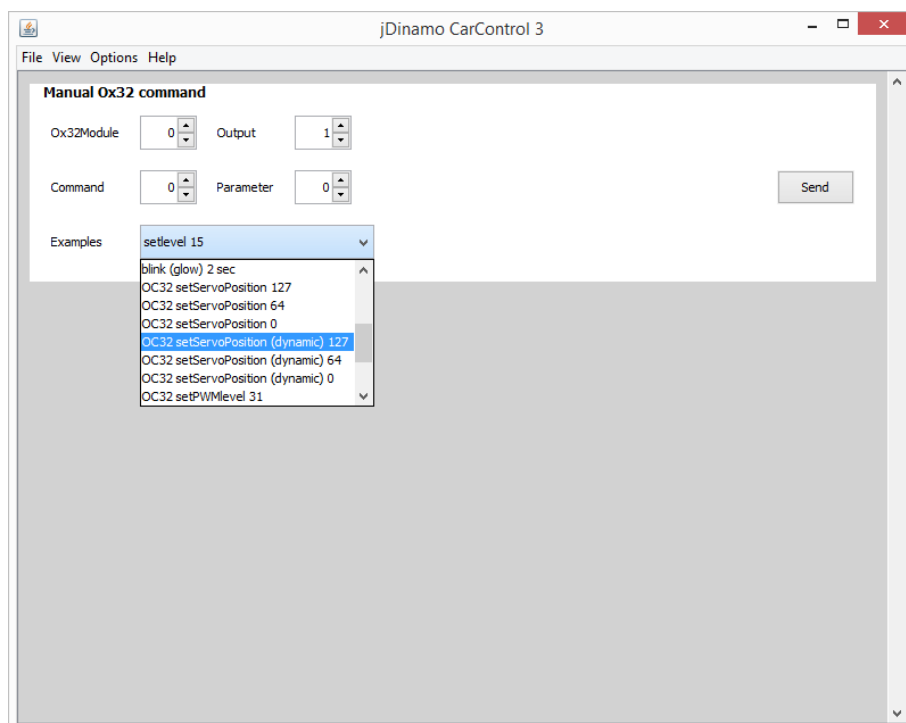 jDinamo CarControl 3
File View Options Help
Manual Ox32 command
Ox32Module 0 Output 1
Command 0 Parameter 0 Send
Examples setlevel 15
blink (glow) 2 sec
OC32 setServoPosition 127
OC32 setServoPosition 64
OC32 setServoPosition 0
OC32 setServoPosition (dynamic) 127
OC32 setServoPosition (dynamic) 64
OC32 setServoPosition (dynamic) 0
OC32 setPWMlevel 31